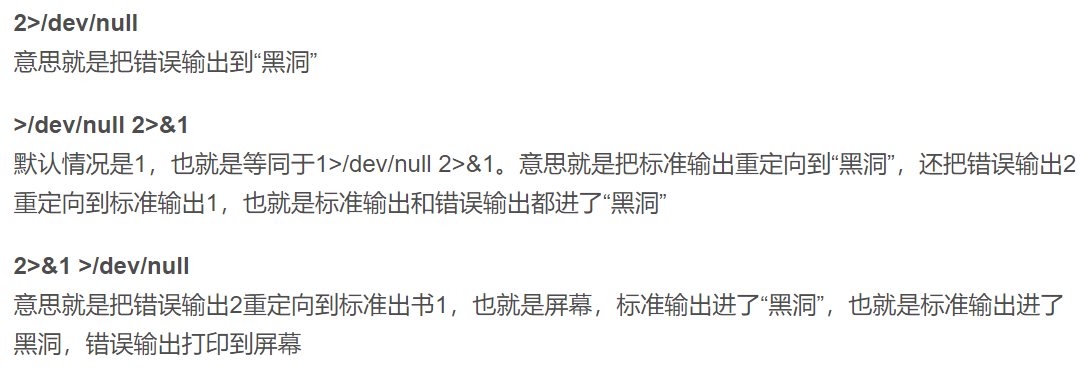 2>/dev/null
意思就是把错误输出到“黑洞”
>/dev/null 2>&1
默认情况是1，也就是等同于1>/dev/null 2>&1。意思就是把标准输出重定向到“黑洞”，还把错误输出2
重定向到标准输出1，也就是标准输出和错误输出都进了“黑洞”
2>&1 >/dev/null
意思就是把错误输出2重定向到标准出书1，也就是屏幕，标准输出进了“黑洞”，也就是标准输出进了
黑洞，错误输出打印到屏幕